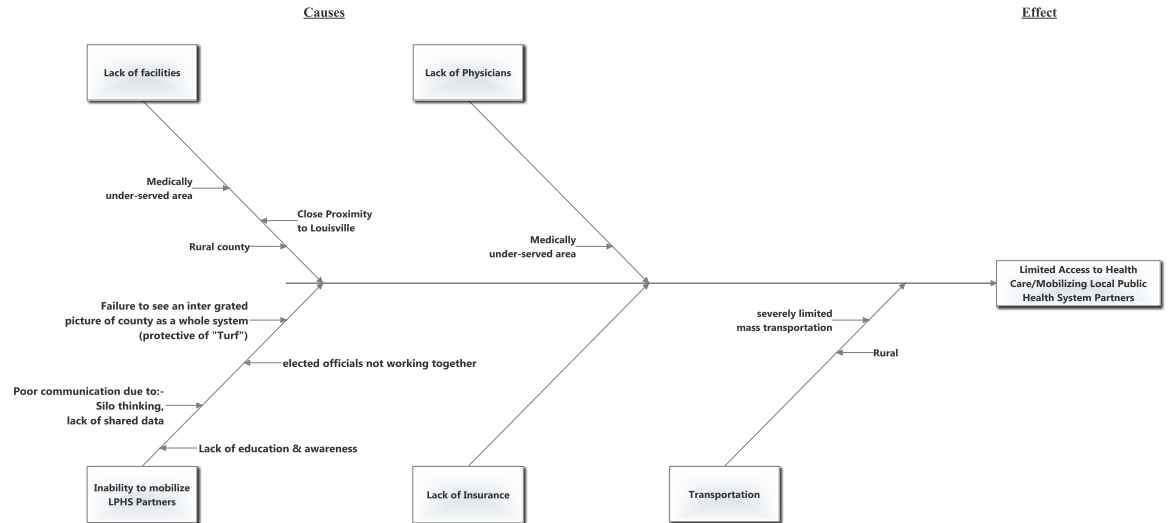 Causes
Effect
Lack of facilities
Lack of Physicians
Medically
under-served area
Close Proximity
to Louisville
Rural county
Medically
under-served area
Limited Access to Health
Care/Mobilizing Local Public
Health System Partners
Failure to see an inter grated
picture of county as a whole system
(protective of "Turf")
severely limited
mass transportation
Rural
elected officials not working together
Poor communication due to:-
Silo thinking,
lack of shared data
Lack of education & awareness
Inability to mobilize
LPHS Partners
Lack of Insurance
Transportation